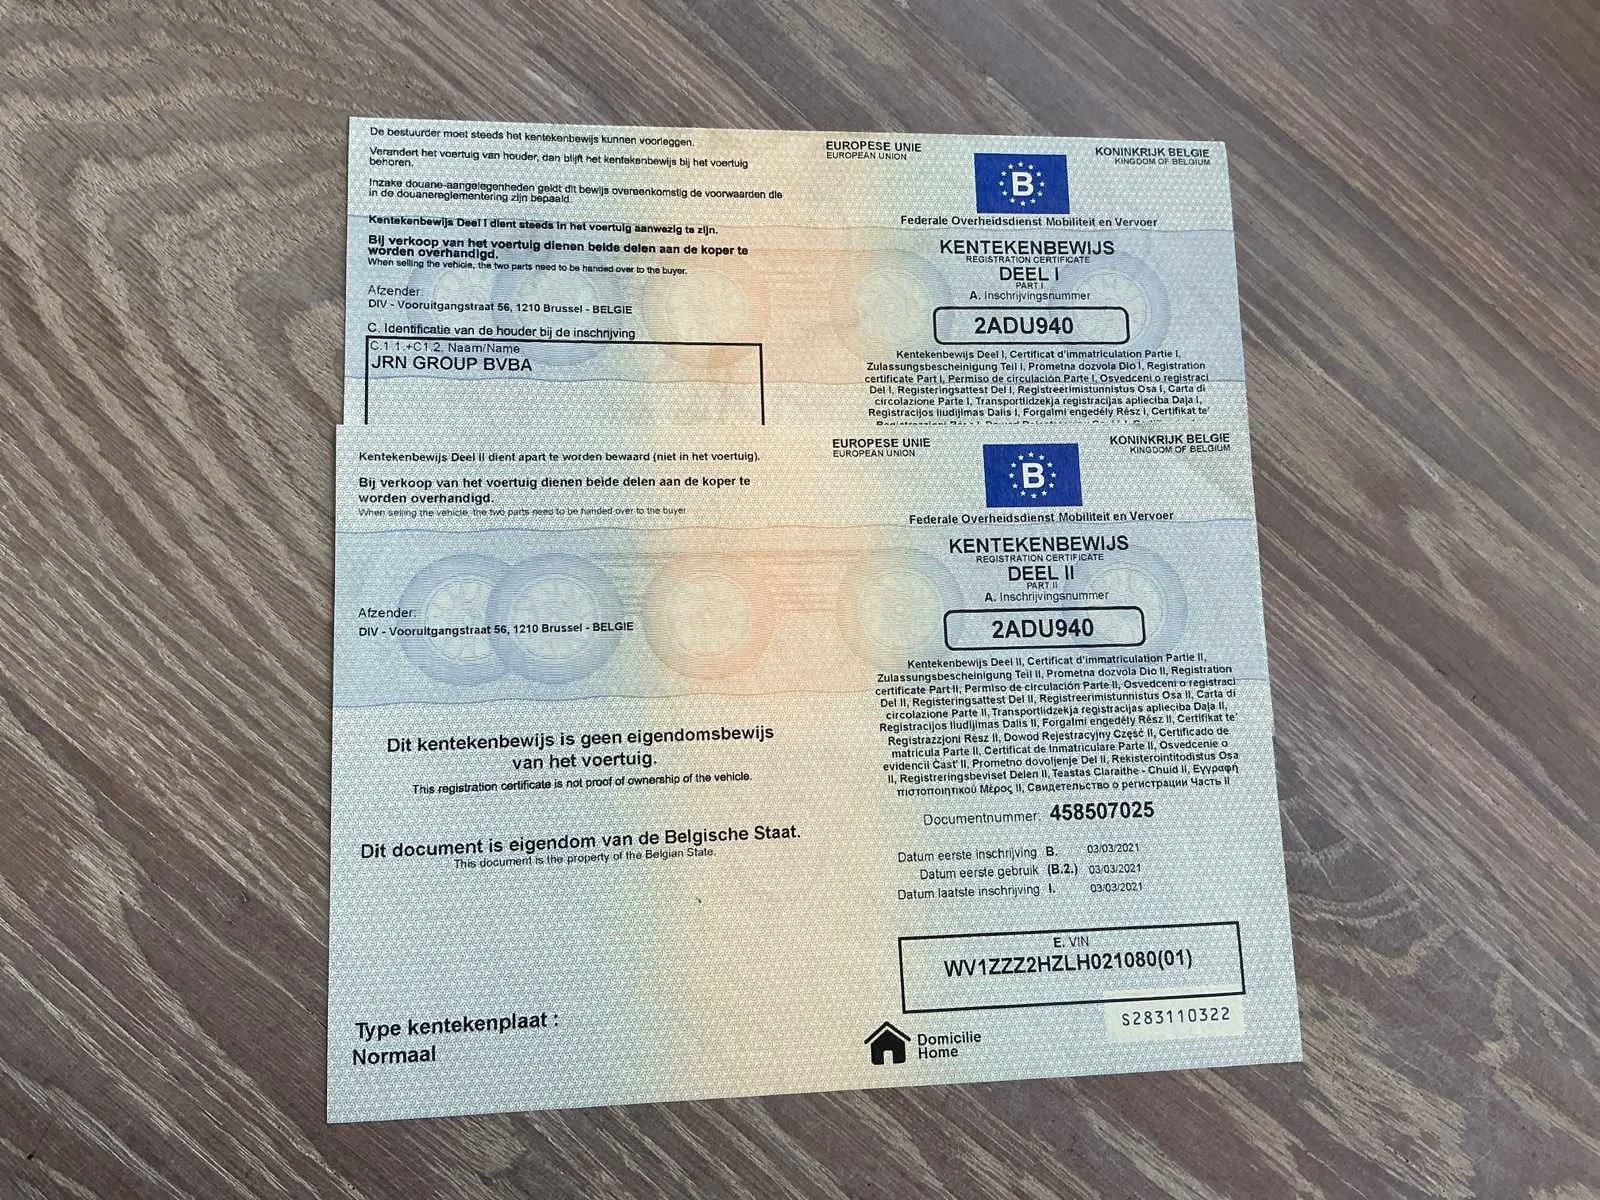 De bestuurder moet steeds het kentekenbewijs kunnen voorleggen.
Verandert het voertuig van houder, dan blijft het kentekenbewijs bij het voertuig
behoren.
Inzake douane-aangelegenheden geldt dit bewijs overeenkomstig de voorwaarden die
in de douanereglementering zijn bepaald.
Kentekenbewijs Deel I dient steeds in het voertuig aanwezig te zijn.
Bij verkoop van het voertuig dienen beide delen aan de koper te
worden overhandigd.
When selling the vehicle, the two parts need to be handed over to the buyer.
Afzender:
DIV - Vooruitgangstraat 56, 1210 Brussel - BELGIE
C. Identificatie van de houder bij de inschrijving
C.1.1.+C1.2. Naam/Name
JRN GROUP BVBA
EUROPESE UNIE
EUROPEAN UNION
B
KONINKRIJK BELGIE
KINGDOM OF BELGIUM
Federale Overheidsdienst Mobiliteit en Vervoer
KENTEKENBEWIJS
REGISTRATION CERTIFICATE
DEEL I
PART I
A. Inschrijvingsnummer
2ADU940
Kentekenbewijs Deel I, Certificat d'immatriculation Partie I,
Zulassungsbescheinigung Teil I, Prometna dozvola Dio I, Registration
certificate Part I, Permiso de circulación Parte I, Osvedceni o registraci
Del I, Registeringsattest Del I, Registreerimistunnistus Osa I, Carta di
circolazione Parte I, Transportlidzekja registracijas aplieciba Daja I,
Registracijos liudijimas Dalis I, Forgalmi engedély Rész I, Certifikat te'
Kentekenbewijs Deel II dient apart te worden bewaard (niet in het voertuig).
Bij verkoop van het voertuig dienen beide delen aan de koper te
worden overhandigd.
When selling the vehicle, the two parts need to be handed over to the buyer
Afzender:
DIV - Vooruitgangstraat 56, 1210 Brussel - BELGIE
Dit kentekenbewijs is geen eigendomsbewijs
van het voertuig.
This registration certificate is not proof of ownership of the vehicle.
Dit document is eigendom van de Belgische Staat.
This document is the property of the Belgian State.
Type kentekenplaat :
Normaal
EUROPESE UNIE
EUROPEAN UNION
B
KONINKRIJK BELGIE
KINGDOM OF BELGIUM
Federale Overheidsdienst Mobiliteit en Vervoer
KENTEKENBEWIJS
REGISTRATION CERTIFICATE
DEEL II
PART II
A. Inschrijvingsnummer
2ADU940
Kentekenbewijs Deel II, Certificat d'immatriculation Partie II,
Zulassungsbescheinigung Teil II, Prometna dozvola Dio II, Registration
certificate Part II, Permiso de circulación Parte II, Osvedceni o registraci
Del II, Registeringsattest Del II, Registreerimistunnistus Osa II, Carta di
circolazione Parte II, Transportlidzekja registracijas aplieciba Daja II,
Registracijos liudijimas Dalis II, Forgalmi engedély Rész II, Certifikat te'
Registrazzjoni Rész II, Dowod Rejestracyjny Część II, Certificado de
matricula Parte II, Certificat de Inmatriculare Parte II, Osvedcenie o
evidencii Cast' II, Prometno dovoljenje Del II, Rekisterointitodistus Osa
II, Registreringsbeviset Delen II, Teastas Claraithe - Chuid II, Εγγραφή
πιστοποιητικού Μέρος II, Свидетельство о регистрации Часть II
Documentnummer: 458507025
Datum eerste inschrijving B. 03/03/2021
Datum eerste gebruik (B.2.) 03/03/2021
Datum laatste inschrijving I. 03/03/2021
E. VIN
WV1ZZZ2HZLH021080(01)
S283110322
Domicilie
Home